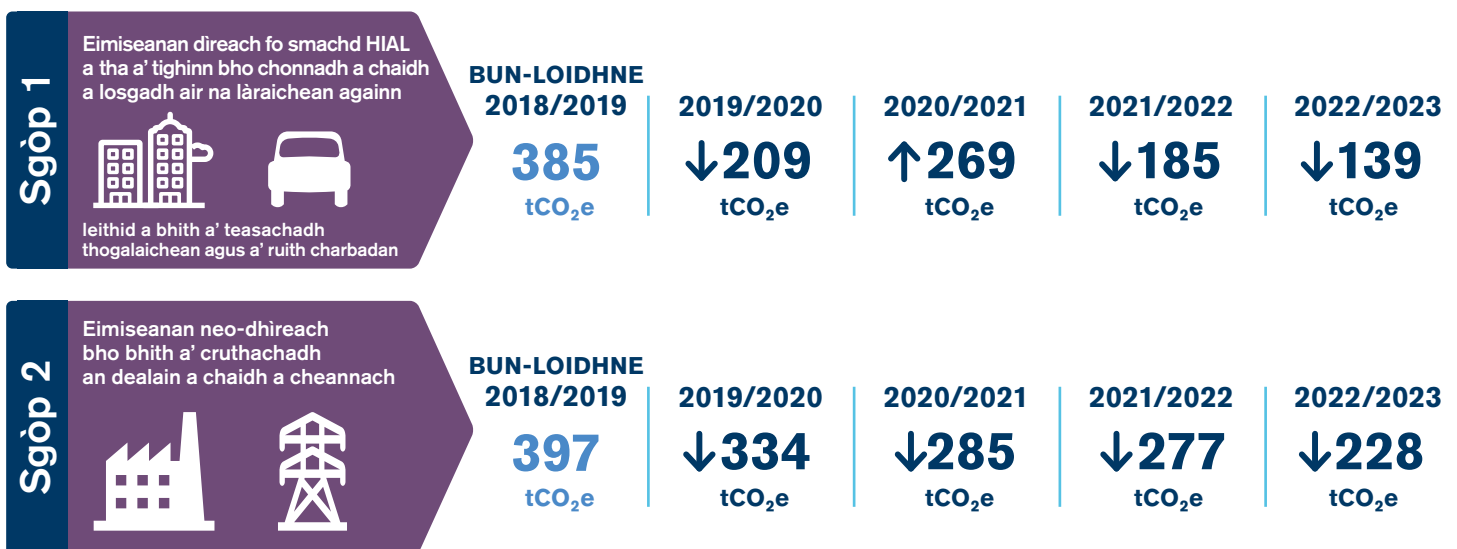 Sgòp 1
Eimiseanan dìreach fo smachd HIAL
a tha a’ tighinn bho chonnadh a chaidh
a losgadh air na làraichean againn
leithid a bhith a’ teasachadh
thogalaichean agus a’ ruith charbadan
BUN-LOIDHNE
2018/2019
385
tCO₂e
2019/2020
↓209
tCO₂e
2020/2021
↑269
tCO₂e
2021/2022
↓185
tCO₂e
2022/2023
↓139
tCO₂e
Sgòp 2
Eimiseanan neo-dhìreach
bho bhith a’ cruthachadh
an dealain a chaidh a cheannach
BUN-LOIDHNE
2018/2019
397
tCO₂e
2019/2020
↓334
tCO₂e
2020/2021
↓285
tCO₂e
2021/2022
↓277
tCO₂e
2022/2023
↓228
tCO₂e